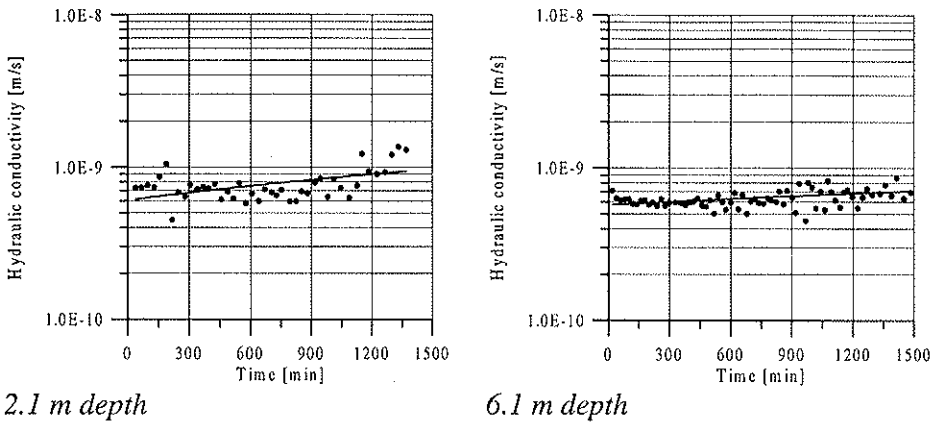 1.0E-8
1.0E-9
1.0E-10
Hydraulic conductivity [m/s]
0 300 600 900 1200 1500
Time [min]
2.1 m depth
1.0E-8
1.0E-9
1.0E-10
Hydraulic conductivity [m/s]
0 300 600 900 1200 1500
Time [min]
6.1 m depth